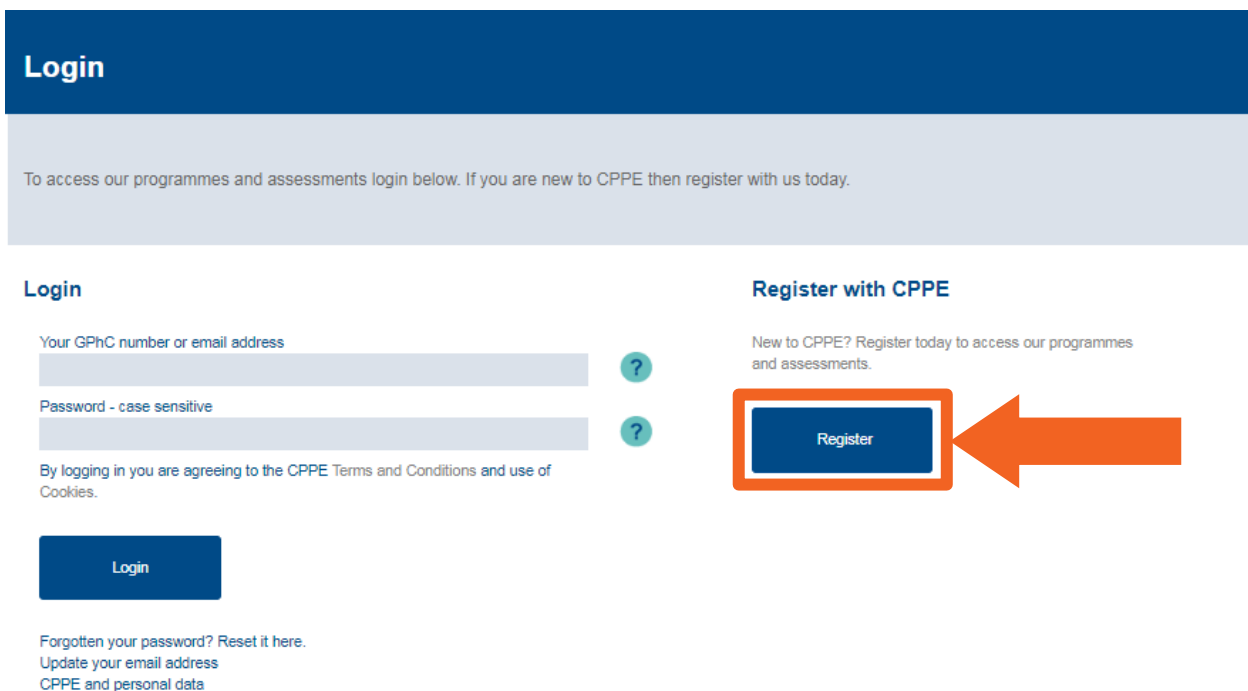 Login
To access our programmes and assessments login below. If you are new to CPPE then register with us today.
Login
Your GPhC number or email address
?
Password - case sensitive
?
By logging in you are agreeing to the CPPE Terms and Conditions and use of
Cookies.
Login
Forgotten your password? Reset it here.
Update your email address
CPPE and personal data
Register with CPPE
New to CPPE? Register today to access our programmes
and assessments.
Register